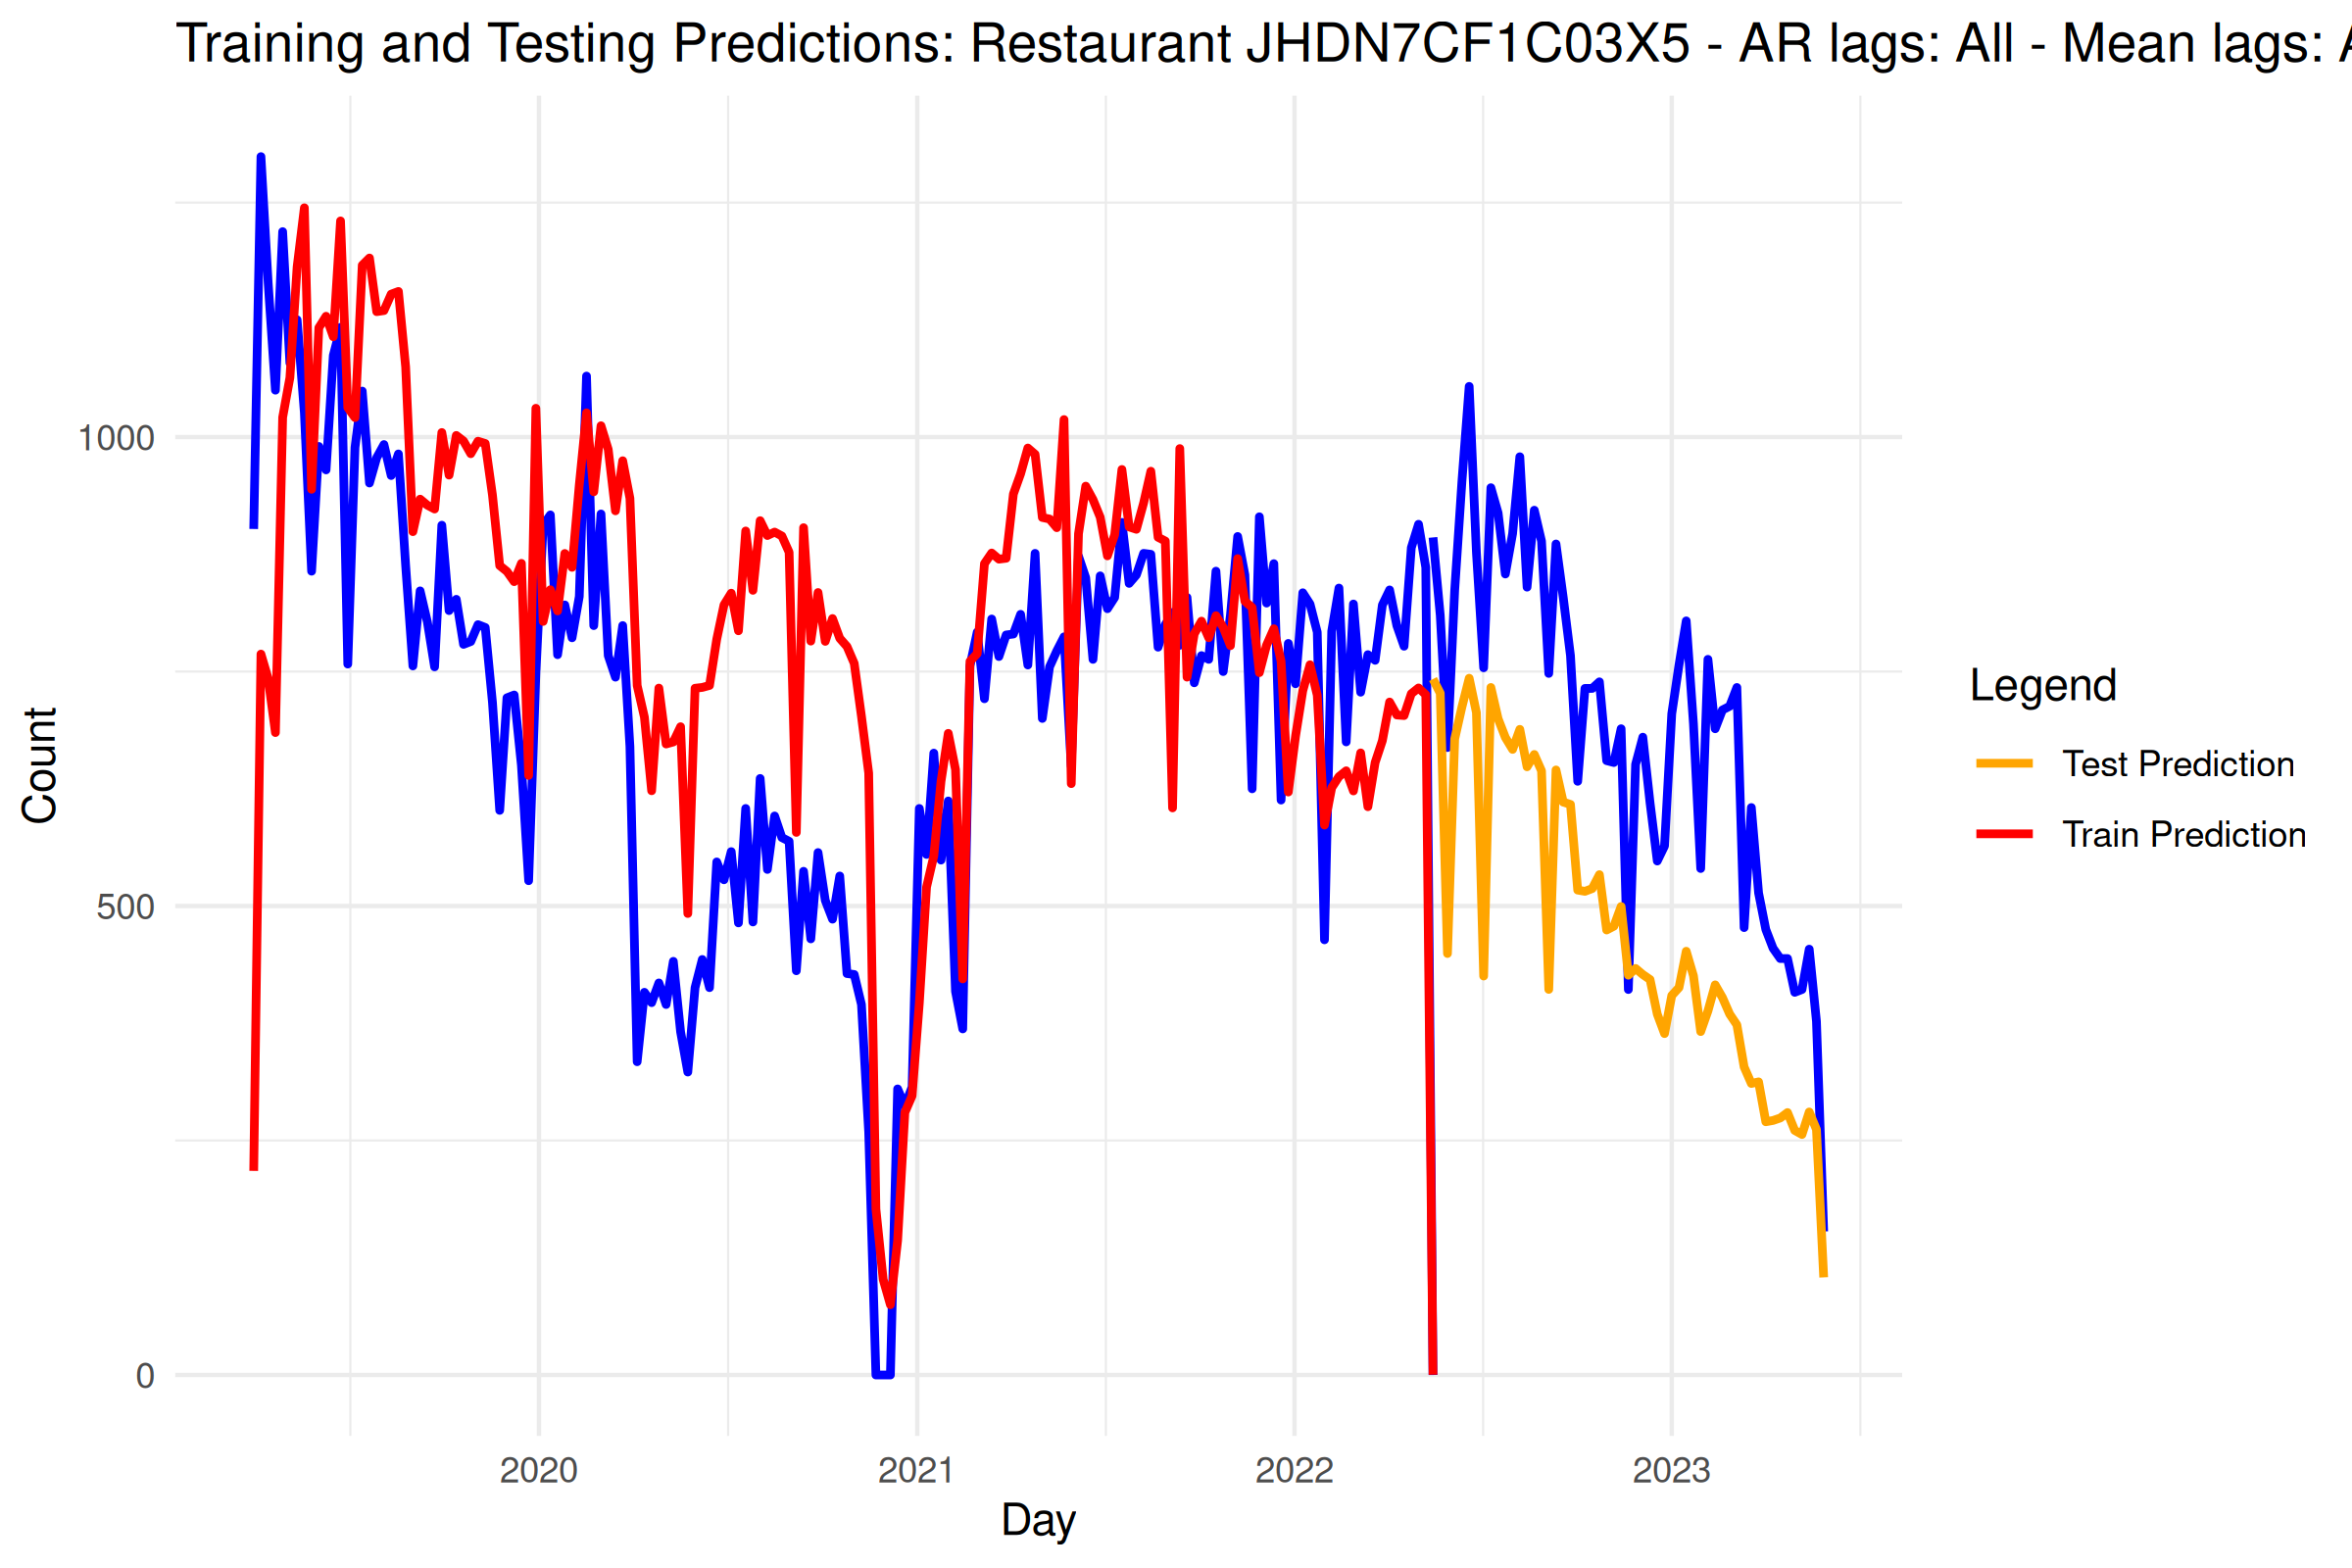 Training and Testing Predictions: Restaurant JHDN7CF1C03X5 - AR lags: All - Mean lags:
Count
1000
500
0
2020
2021
2022
2023
Day
Legend
Test Prediction
Train Prediction